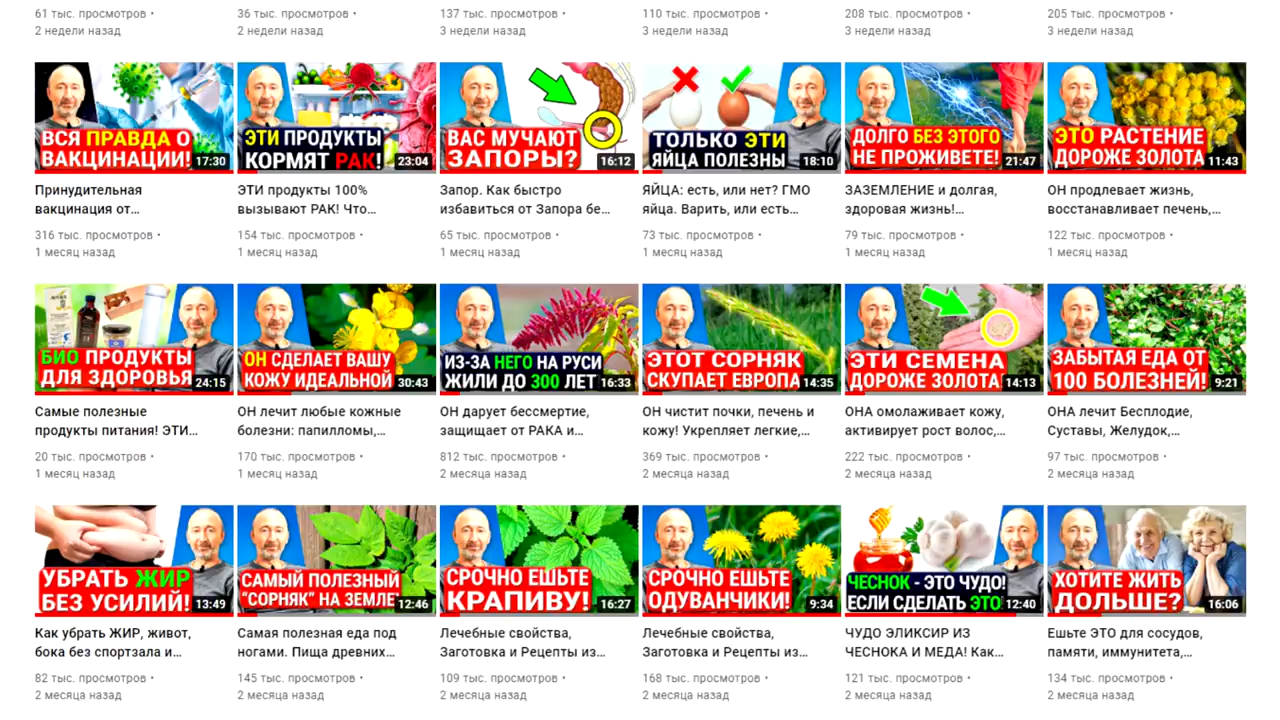 61 тыс. просмотров •
2 недели назад
36 тыс. просмотров •
2 недели назад
137 тыс. просмотров •
3 недели назад
110 тыс. просмотров •
3 недели назад
208 тыс. просмотров •
3 недели назад
205 тыс. просмотров •
3 недели назад
ВСЯ ПРАВДА О
ВАКЦИНАЦИИ!
17:30
Принудительная
вакцинация от…
316 тыс. просмотров •
1 месяц назад
ЭТИ ПРОДУКТЫ
КОРМЯТ РАК!
23:04
ЭТИ продукты 100%
вызывают РАК! Что…
154 тыс. просмотров •
1 месяц назад
ВАС МУЧАЮТ
ЗАПОРЫ?
16:12
Запор. Как быстро
избавиться от Запора бе…
65 тыс. просмотров •
1 месяц назад
ТОЛЬКО ЭТИ
ЯЙЦА ПОЛЕЗНЫ
18:10
ЯЙЦА: есть, или нет? ГМО
яйца. Варить, или есть…
73 тыс. просмотров •
1 месяц назад
ДОЛГО БЕЗ ЭТОГО
НЕ ПРОЖИВЕТЕ!
21:47
ЗАЗЕМЛЕНИЕ и долгая,
здоровая жизнь!…
79 тыс. просмотров •
1 месяц назад
ЭТО РАСТЕНИЕ
ДОРОЖЕ ЗОЛОТА
11:43
ОН продлевает жизнь,
восстанавливает печень,…
122 тыс. просмотров •
1 месяц назад
БИО ПРОДУКТЫ
ДЛЯ ЗДОРОВЬЯ
24:15
Самые полезные
продукты питания! ЭТИ…
20 тыс. просмотров •
1 месяц назад
ОН СДЕЛАЕТ ВАШУ
КОЖУ ИДЕАЛЬНОЙ
30:43
ОН лечит любые кожные
болезни: папилломы,…
170 тыс. просмотров •
1 месяц назад
ИЗ-ЗА НЕГО НА РУСИ
ЖИЛИ ДО 300 ЛЕТ
16:33
ОН дарует бессмертие,
защищает от РАКА и…
812 тыс. просмотров •
2 месяца назад
ЭТОТ СОРНЯК
СКУПАЕТ ЕВРОПА
14:35
ОН чистит почки, печень и
кожу! Укрепляет легкие,…
369 тыс. просмотров •
2 месяца назад
ЭТИ СЕМЕНА
ДОРОЖЕ ЗОЛОТА
14:13
ОНА омолаживает кожу,
активирует рост волос,…
222 тыс. просмотров •
2 месяца назад
ЗАБЫТАЯ ЕДА ОТ
100 БОЛЕЗНЕЙ!
9:21
ОНА лечит Бесплодие,
Суставы, Желудок,…
97 тыс. просмотров •
2 месяца назад
УБРАТЬ ЖИР
БЕЗ УСИЛИЙ!
13:49
Как убрать ЖИР, живот,
бока без спортзала и…
82 тыс. просмотров •
2 месяца назад
САМЫЙ ПОЛЕЗНЫЙ
"СОРНЯК" НА ЗЕМЛЕ
12:46
Самая полезная еда под
ногами. Пища древних…
145 тыс. просмотров •
2 месяца назад
СРОЧНО ЕШЬТЕ
КРАПИВУ!
16:27
Лечебные свойства,
Заготовка и Рецепты из…
109 тыс. просмотров •
2 месяца назад
СРОЧНО ЕШЬТЕ
ОДУВАНЧИКИ!
9:34
Лечебные свойства,
Заготовка и Рецепты из…
168 тыс. просмотров •
2 месяца назад
ЧЕСНОК - ЭТО ЧУДО!
ЕСЛИ СДЕЛАТЬ ЭТО
12:40
ЧУДО ЭЛИКСИР ИЗ
ЧЕСНОКА И МЕДА! Как…
121 тыс. просмотров •
2 месяца назад
ХОТИТЕ ЖИТЬ
ДОЛЬШЕ?
16:06
Ешьте ЭТО для сосудов,
памяти, иммунитета,…
134 тыс. просмотров •
2 месяца назад